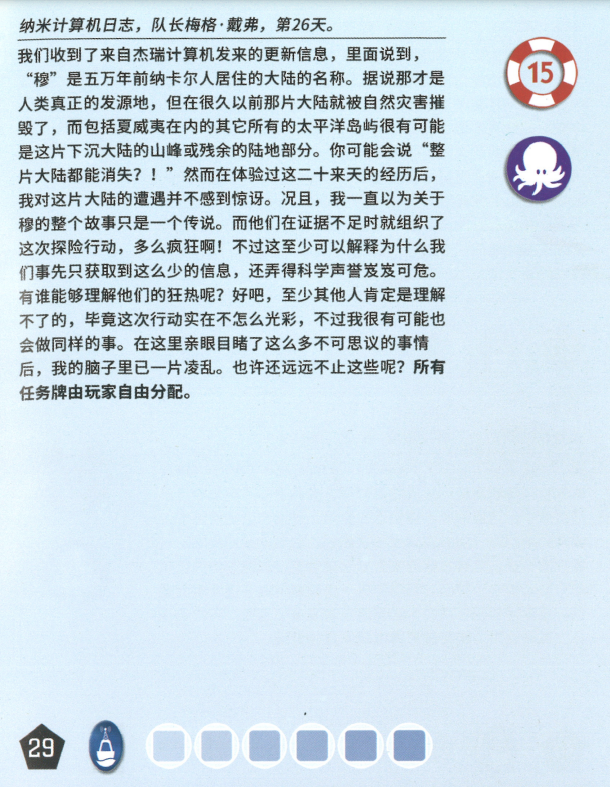 纳米计算机日志，队长梅格·戴弗，第26天。
我们收到了来自杰瑞计算机发来的更新信息，里面说到，
“穆”是五万年前纳卡尔人居住的大陆的名称。据说那才是
人类真正的发源地，但在很久以前那片大陆就被自然灾害摧
毁了，而包括夏威夷在内的其它所有的太平洋岛屿很有可能
是这片下沉大陆的山峰或残余的陆地部分。你可能会说“整
片大陆都能消失？！”然而在体验过这二十来天的经历后，
我对这片大陆的遭遇并不感到惊讶。况且，我一直以为关于
穆的整个故事只是一个传说。而他们在证据不足时就组织了
这次探险行动，多么疯狂啊！不过这至少可以解释为什么我
们事先只获取到这么少的信息，还弄得科学声誉岌岌可危。
有谁能够理解他们的狂热呢？好吧，至少其他人肯定是理解
不了的，毕竟这次行动实在不怎么光彩，不过我很有可能也
会做同样的事。在这里亲眼目睹了这么多不可思议的事情
后，我的脑子里已一片凌乱。也许还远远不止这些呢？所有
任务牌由玩家自由分配。
15
29